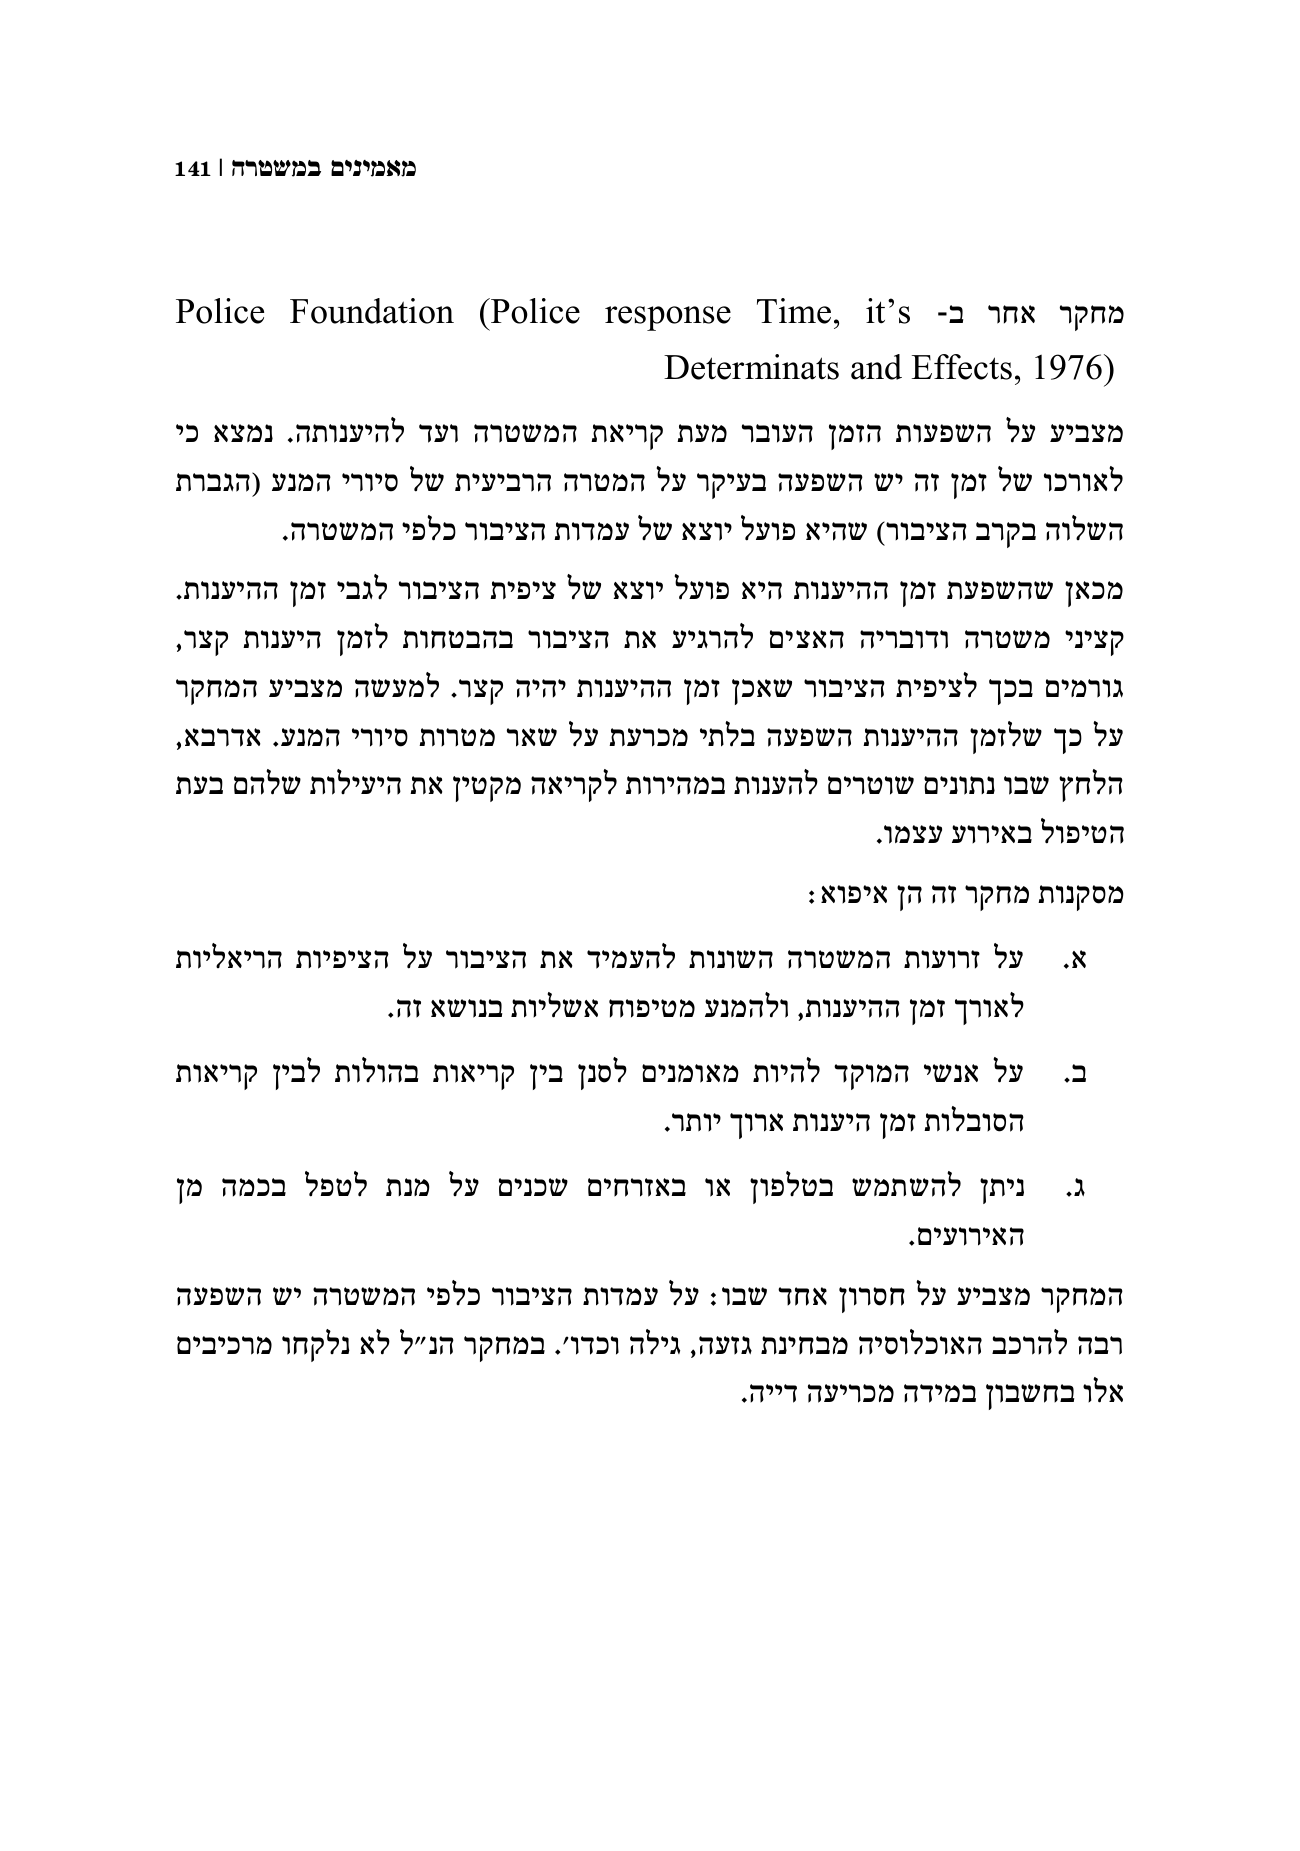 מאמינים במשטרה | 141
מחקר אחר ב- Police Foundation (Police response Time, it’s
Determinats and Effects, 1976)
מצביע על השפעות הזמן העובר מעת קריאת המשטרה ועד להיענותה. נמצא כי
לאורכו של זמן זה יש השפעה בעיקר על המטרה הרביעית של סיורי המנע (הגברת
השלוה בקרב הציבור) שהיא פועל יוצא של עמדות הציבור כלפי המשטרה.
מכאן שהשפעת זמן ההיענות היא פועל יוצא של ציפית הציבור לגבי זמן ההיענות.
קציני משטרה ודובריה האצים להרגיע את הציבור בהבטחות לזמן היענות קצר,
גורמים בכך לציפית הציבור שאכן זמן ההיענות יהיה קצר. למעשה מצביע המחקר
על כך שלזמן ההיענות השפעה בלתי מכרעת על שאר מטרות סיורי המנע. אדרבא,
הלחץ שבו נתונים שוטרים להענות במהירות לקריאה מקטין את היעילות שלהם בעת
הטיפול באירוע עצמו.
מסקנות מחקר זה הן איפוא:
א. על זרועות המשטרה השונות להעמיד את הציבור על הציפיות הריאליות
לאורך זמן ההיענות, ולהמנע מטיפוח אשליות בנושא זה.
ב. על אנשי המוקד להיות מאומנים לסנן בין קריאות בהולות לבין קריאות
הסובלות זמן היענות ארוך יותר.
ג. ניתן להשתמש בטלפון או באזרחים שכנים על מנת לטפל בכמה מן
האירועים.
המחקר מצביע על חסרון אחד שבו: על עמדות הציבור כלפי המשטרה יש השפעה
רבה להרכב האוכלוסיה מבחינת גזעה, גילה וכדו׳. במחקר הנ״ל לא נלקחו מרכיבים
אלו בחשבון במידה מכריעה דייה.